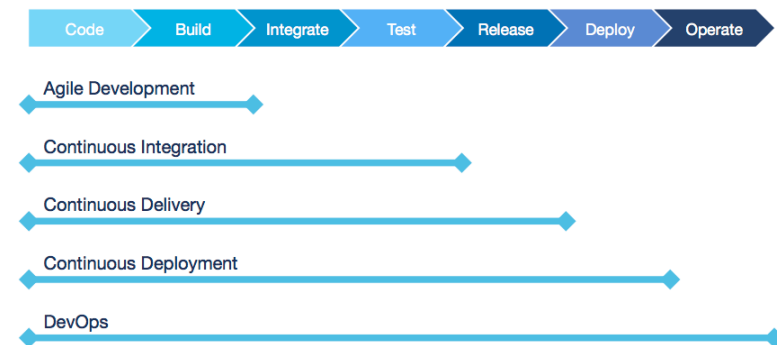 Code Build Integrate Test Release Deploy Operate
Agile Development
Continuous Integration
Continuous Delivery
Continuous Deployment
DevOps